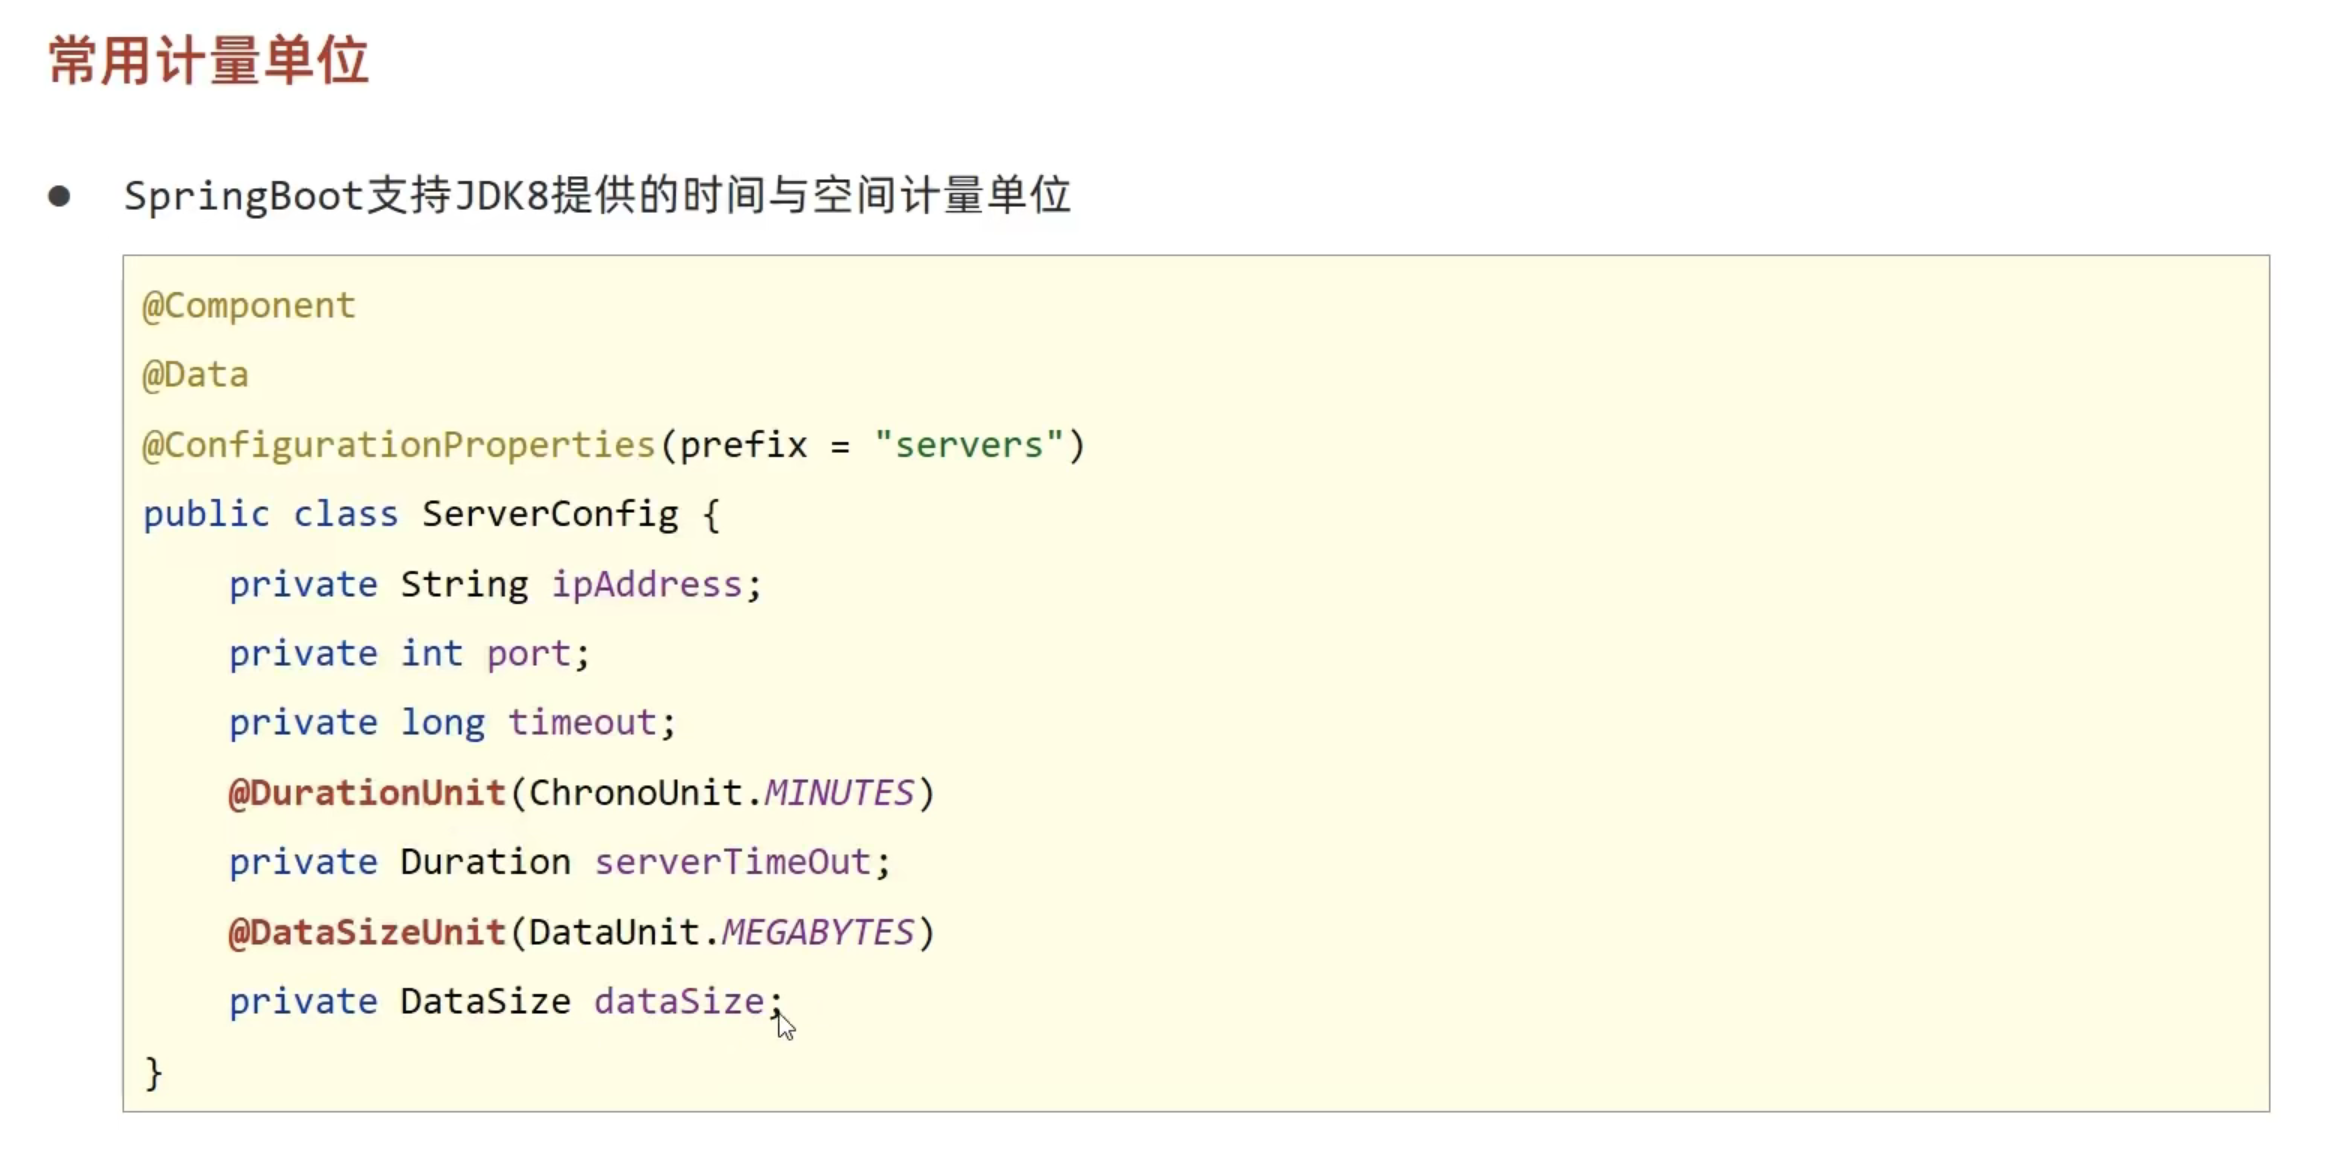 常用计量单位
● SpringBoot支持JDK8提供的时间与空间计量单位
@Component
@Data
@ConfigurationProperties(prefix = "servers")
public class ServerConfig {
    private String ipAddress;
    private int port;
    private long timeout;
    @DurationUnit(ChronoUnit.MINUTES)
    private Duration serverTimeOut;
    @DataSizeUnit(DataUnit.MEGABYTES)
    private DataSize dataSize;
}